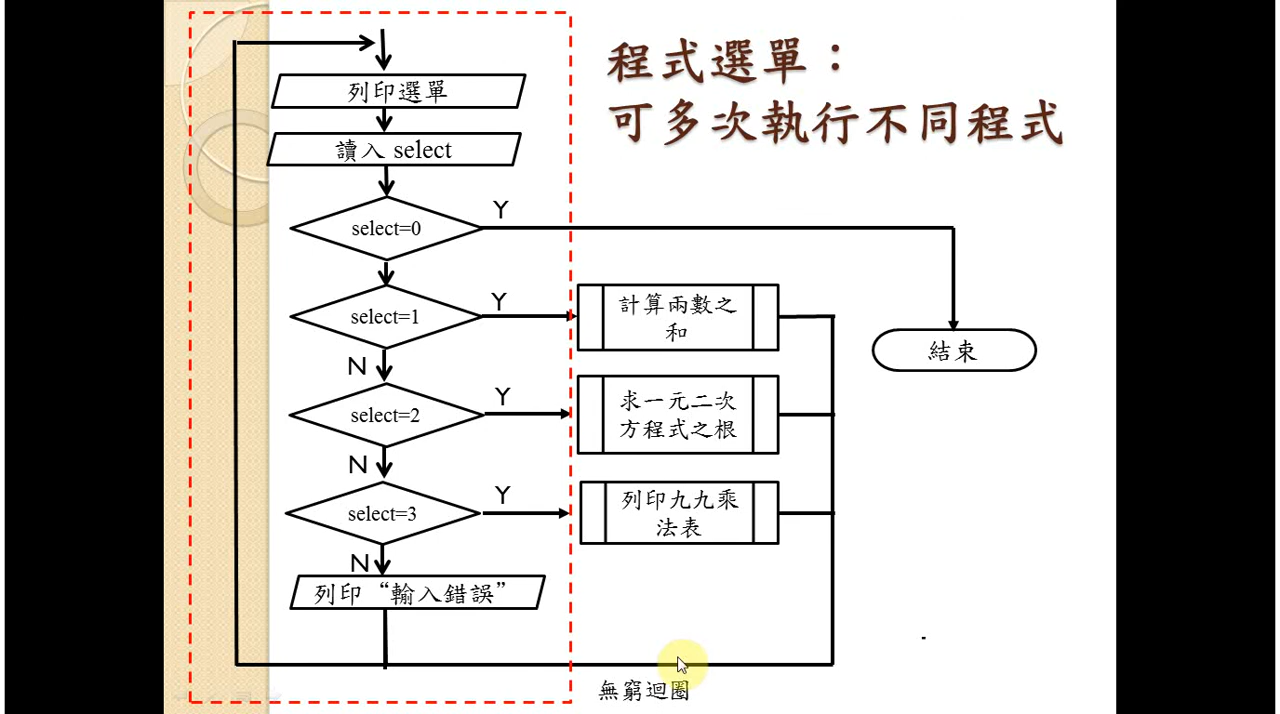 程式選單：
可多次執行不同程式
列印選單
讀入 select
select=0
Y
結束
select=1
Y
計算兩數之
和
N
select=2
Y
求一元二次
方程式之根
N
select=3
Y
列印九九乘
法表
N
列印“輸入錯誤”
無窮迴圈